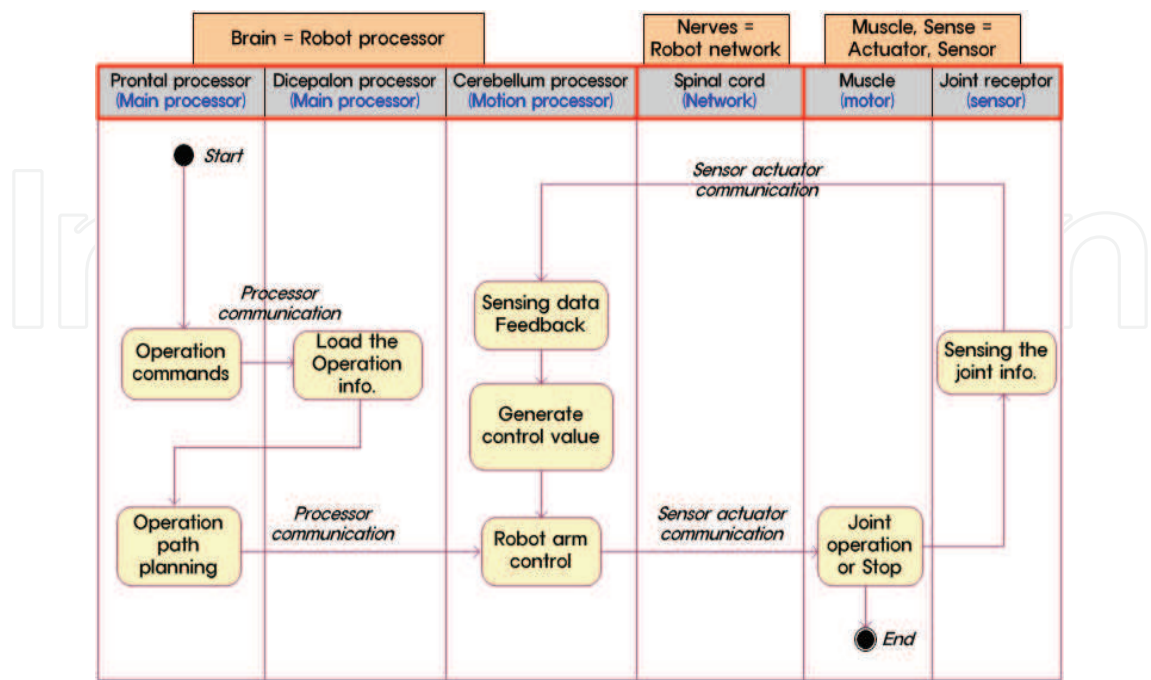 Brain = Robot processor
Nerves =
Robot network
Muscle, Sense =
Actuator, Sensor
Prontal processor
(Main processor)
Dicepalon processor
(Main processor)
Cerebellum processor
(Motion processor)
Spinal cord
(Network)
Muscle
(motor)
Joint receptor
(sensor)
Start
Sensor actuator
communication
Processor
communication
Sensing data
Feedback
Operation
commands
Load the
Operation
info.
Sensing the
joint info.
Generate
control value
Operation
path
planning
Processor
communication
Robot arm
control
Sensor actuator
communication
Joint
operation
or Stop
End